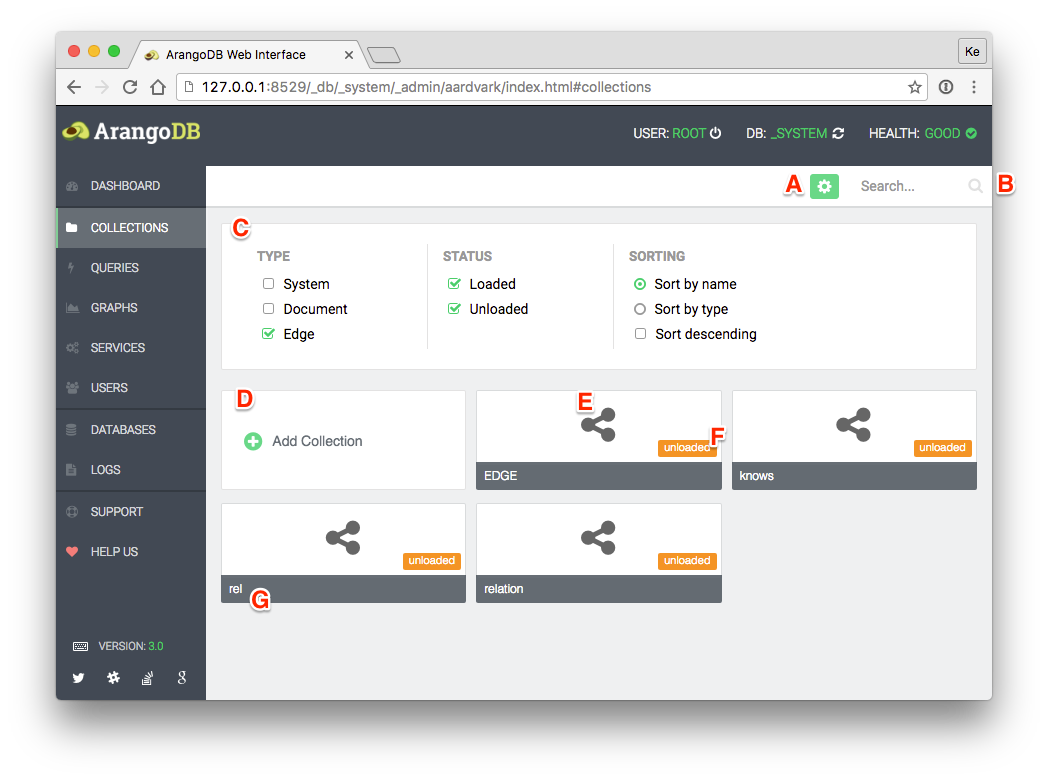 ArangoDB Web Interface
Ke
127.0.0.1:8529/_db/_system/_admin/aardvark/index.html#collections
ArangoDB
USER: ROOT DB: _SYSTEM HEALTH: GOOD
DASHBOARD
COLLECTIONS
QUERIES
GRAPHS
SERVICES
USERS
DATABASES
LOGS
SUPPORT
HELP US
VERSION: 3.0
A Search... B
C
TYPE STATUS SORTING
System Loaded Sort by name
Document Unloaded Sort by type
Edge Sort descending
D E
Add Collection
F
unloaded unloaded
EDGE knows
unloaded unloaded
rel relation
G